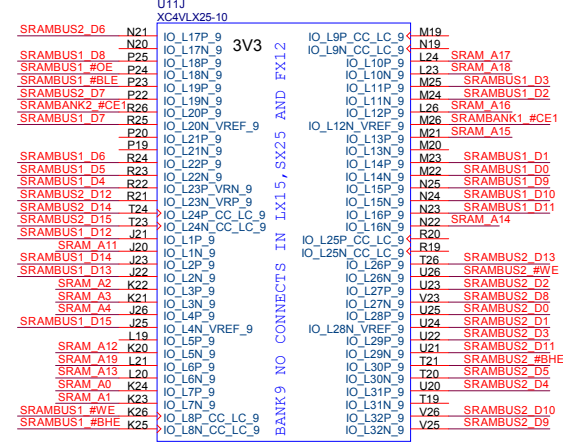 U11J
XC4VLX25-10
3V3
BANK9 NO CONNECTS IN LX15,SX25 AND FX12
SRAMBUS2_D6 N21 IO_L17P_9
N20 IO_L17N_9
SRAMBUS1_D8 P25 IO_L18P_9
SRAMBUS1_#OE P24 IO_L18N_9
SRAMBUS1_#BLE P23 IO_L19P_9
SRAMBUS2_D7 P22 IO_L19N_9
SRAMBANK2_#CE1 R26 IO_L20P_9
SRAMBUS1_D7 R25 IO_L20N_VREF_9
P20 IO_L21P_9
P19 IO_L21N_9
SRAMBUS1_D6 R24 IO_L22P_9
SRAMBUS1_D5 R23 IO_L22N_9
SRAMBUS1_D4 R22 IO_L23P_VRN_9
SRAMBUS2_D12 R21 IO_L23N_VRP_9
SRAMBUS2_D14 T24 IO_L24P_CC_LC_9
SRAMBUS2_D15 T23 IO_L24N_CC_LC_9
SRAMBUS1_D12 J21 IO_L1P_9
SRAM_A11 J20 IO_L1N_9
SRAMBUS1_D14 J23 IO_L2P_9
SRAMBUS1_D13 J22 IO_L2N_9
SRAM_A2 K22 IO_L3P_9
SRAM_A3 K21 IO_L3N_9
SRAM_A4 J26 IO_L4P_9
SRAMBUS1_D15 J25 IO_L4N_VREF_9
L19 IO_L5P_9
SRAM_A12 K20 IO_L5N_9
SRAM_A19 L21 IO_L6P_9
SRAM_A13 L20 IO_L6N_9
SRAM_A0 K24 IO_L7P_9
SRAM_A1 K23 IO_L7N_9
SRAMBUS1_#WE K26 IO_L8P_CC_LC_9
SRAMBUS1_#BHE K25 IO_L8N_CC_LC_9
IO_L9P_CC_LC_9 M19
IO_L9N_CC_LC_9 N19
IO_L10P_9 L24 SRAM_A17
IO_L10N_9 L23 SRAM_A18
IO_L11P_9 M25 SRAMBUS1_D3
IO_L11N_9 M24 SRAMBUS1_D2
IO_L12P_9 L26 SRAM_A16
IO_L12N_VREF_9 M26 SRAMBANK1_#CE1
IO_L13P_9 M21 SRAM_A15
IO_L13N_9 M20
IO_L14P_9 M23 SRAMBUS1_D1
IO_L14N_9 M22 SRAMBUS1_D0
IO_L15P_9 N25 SRAMBUS1_D9
IO_L15N_9 N24 SRAMBUS1_D10
IO_L16P_9 N23 SRAMBUS1_D11
IO_L16N_9 N22 SRAM_A14
IO_L25P_CC_LC_9 R20
IO_L25N_CC_LC_9 R19
IO_L26P_9 T26 SRAMBUS2_D13
IO_L26N_9 U26 SRAMBUS2_#WE
IO_L27P_9 U23 SRAMBUS2_D2
IO_L27N_9 V23 SRAMBUS2_D8
IO_L28P_9 U25 SRAMBUS2_D0
IO_L28N_VREF_9 U24 SRAMBUS2_D1
IO_L29P_9 U22 SRAMBUS2_D3
IO_L29N_9 U21 SRAMBUS2_D11
IO_L30P_9 T21 SRAMBUS2_#BHE
IO_L30N_9 T20 SRAMBUS2_D5
IO_L31P_9 U20 SRAMBUS2_D4
IO_L31N_9 T19
IO_L32P_9 V26 SRAMBUS2_D10
IO_L32N_9 V25 SRAMBUS2_D9